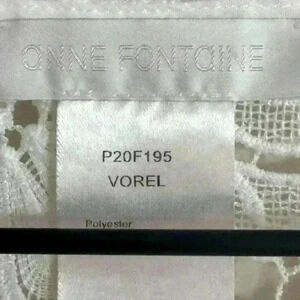 anne Fontaine
P20F195
VOREL
Polyester